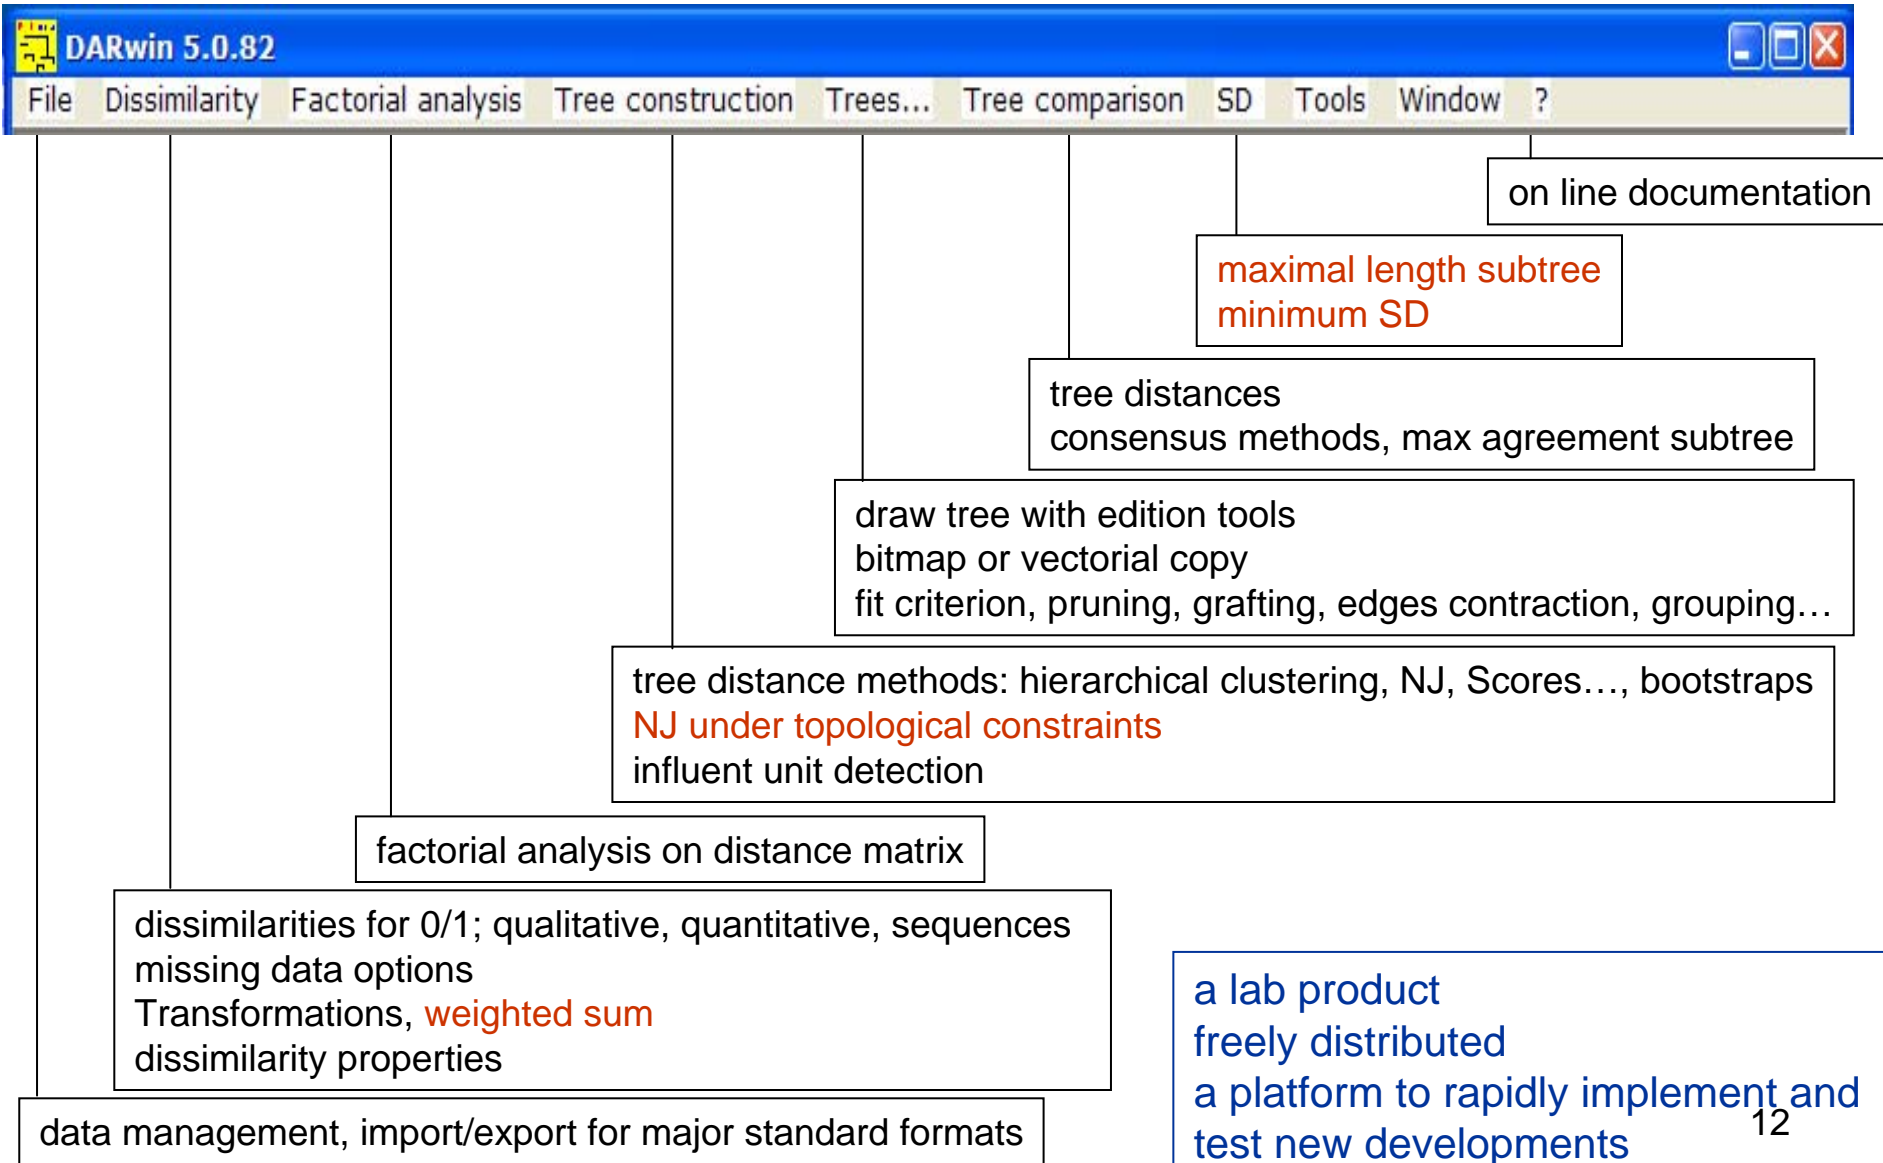 DARwin 5.0.82
File Dissimilarity Factorial analysis Tree construction Trees... Tree comparison SD Tools Window ?
on line documentation
maximal length subtree
minimum SD
tree distances
consensus methods, max agreement subtree
draw tree with edition tools
bitmap or vectorial copy
fit criterion, pruning, grafting, edges contraction, grouping…
tree distance methods: hierarchical clustering, NJ, Scores…, bootstraps
NJ under topological constraints
influent unit detection
factorial analysis on distance matrix
dissimilarities for 0/1; qualitative, quantitative, sequences
missing data options
Transformations, weighted sum
dissimilarity properties
data management, import/export for major standard formats
a lab product
freely distributed
a platform to rapidly implement and
test new developments
12